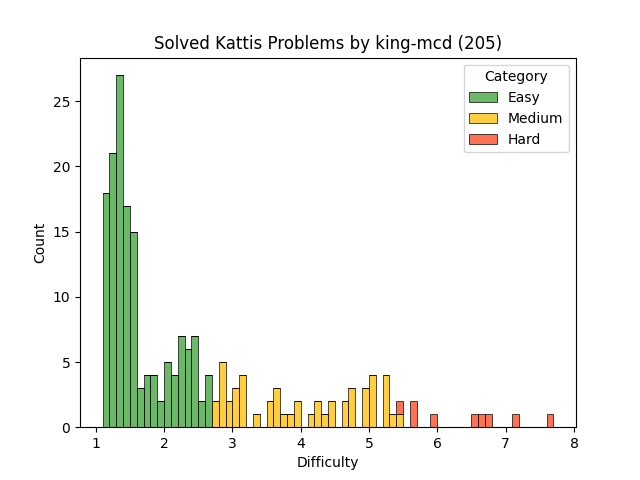 Solved Kattis Problems by king-mcd (205)
Category
Easy
Medium
Hard
Count
25
20
15
10
5
0
1 2 3 4 5 6 7 8
Difficulty